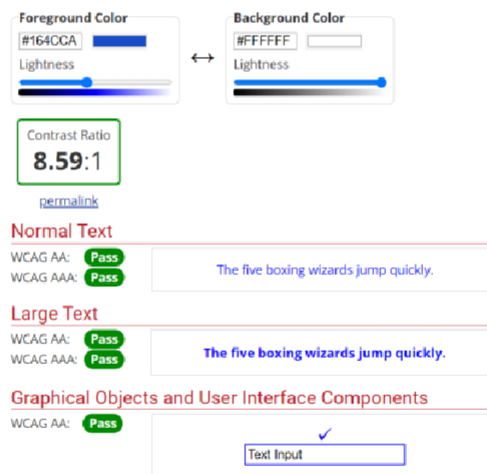 Foreground Color
#164CCA
Lightness
↔
Background Color
#FFFFFF
Lightness
Contrast Ratio
8.59:1
permalink
Normal Text
WCAG AA: Pass
WCAG AAA: Pass
The five boxing wizards jump quickly.
Large Text
WCAG AA: Pass
WCAG AAA: Pass
The five boxing wizards jump quickly.
Graphical Objects and User Interface Components
WCAG AA: Pass
✓
Text Input